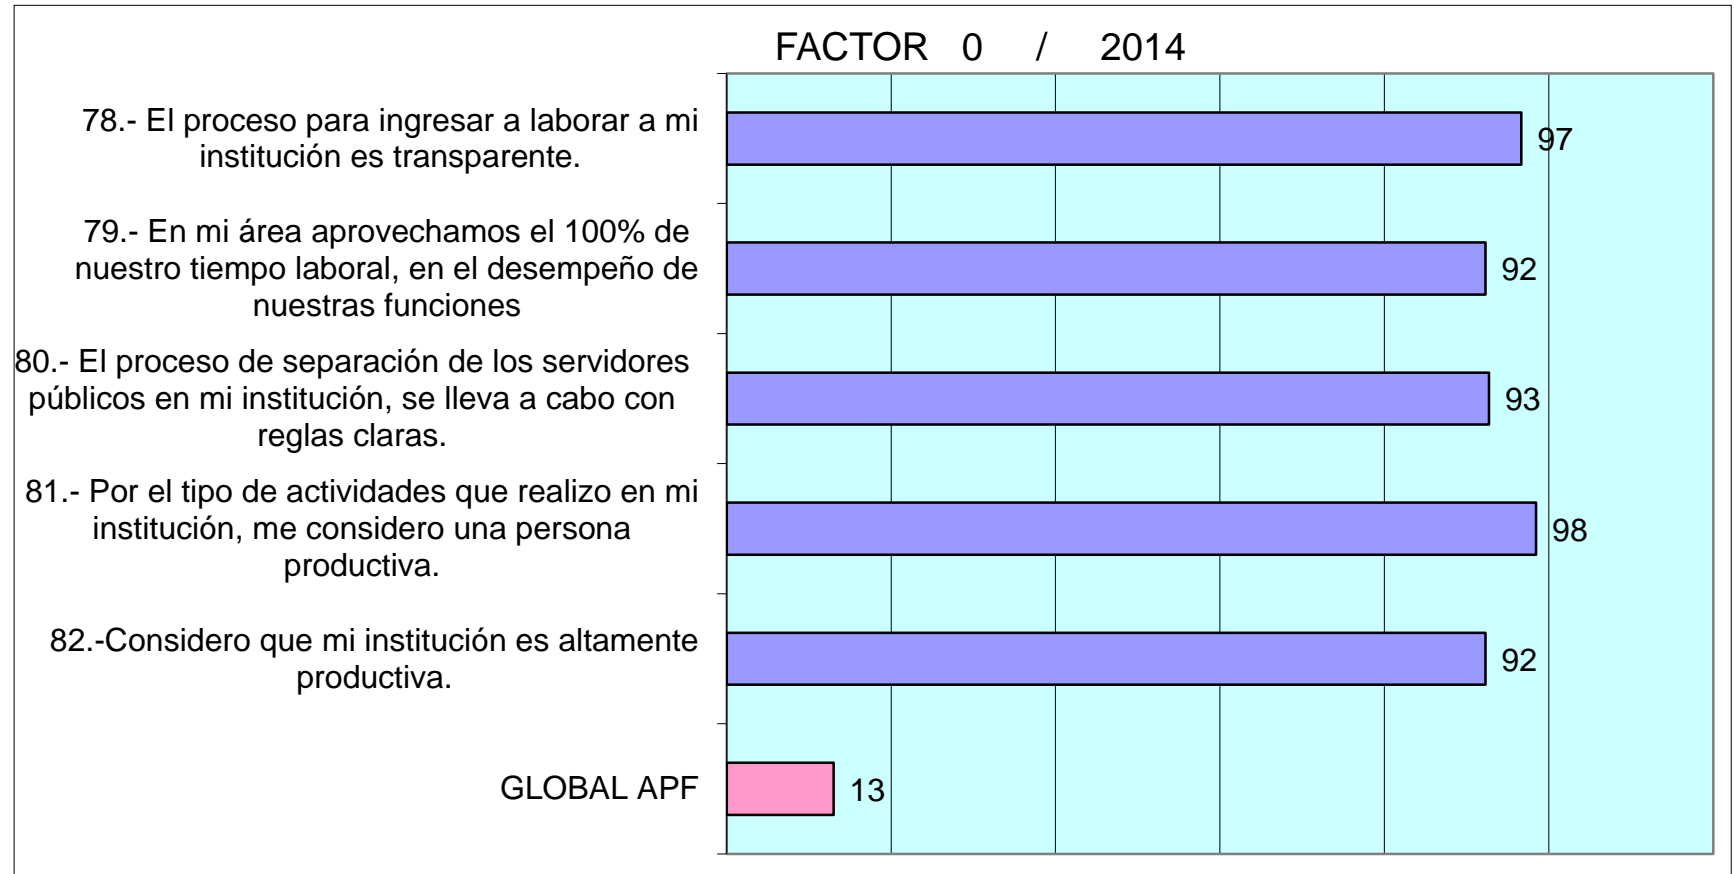 FACTOR 0 / 2014
78.- El proceso para ingresar a laborar a mi
institución es transparente.
97
79.- En mi área aprovechamos el 100% de
nuestro tiempo laboral, en el desempeño de
nuestras funciones
92
80.- El proceso de separación de los servidores
públicos en mi institución, se lleva a cabo con
reglas claras.
93
81.- Por el tipo de actividades que realizo en mi
institución, me considero una persona
productiva.
98
82.-Considero que mi institución es altamente
productiva.
92
GLOBAL APF
13